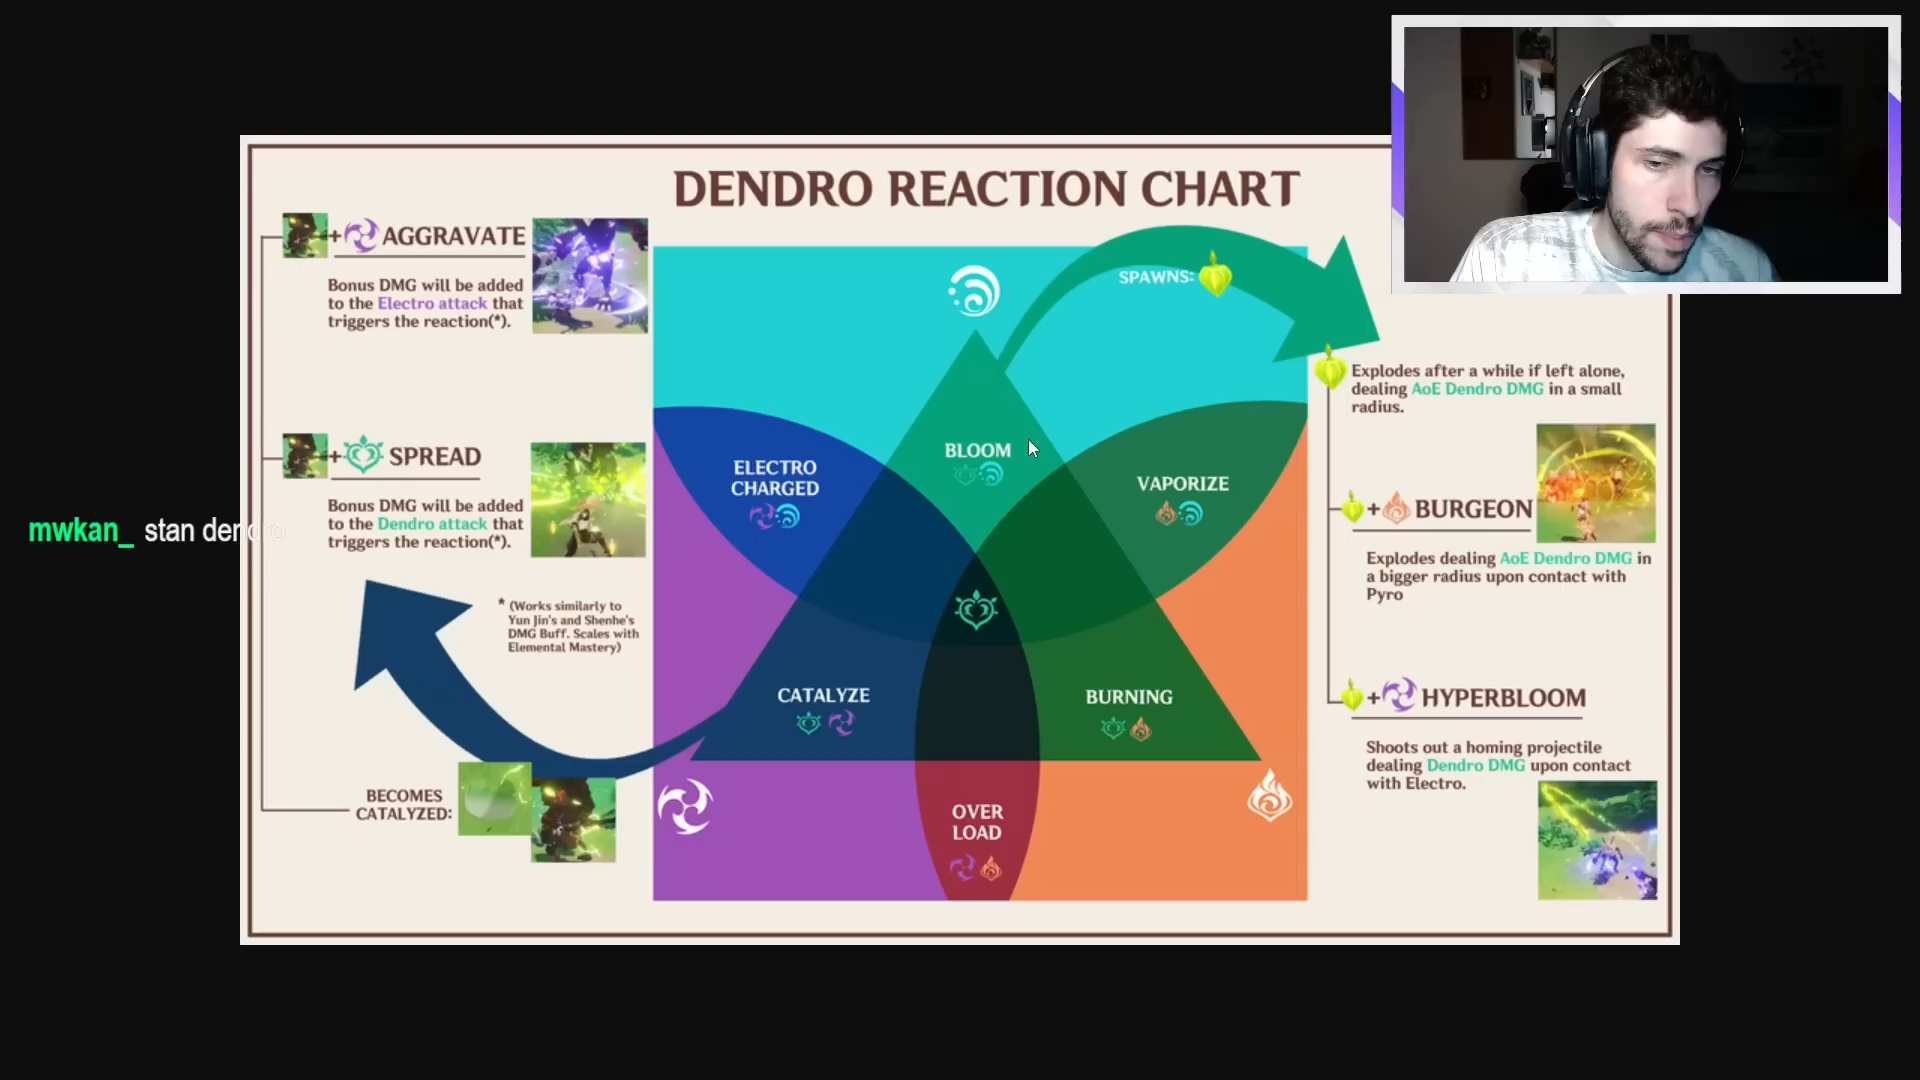 DENDRO REACTION CHART
AGGRAVATE
Bonus DMG will be added
to the Electro attack that
triggers the reaction(*).
SPREAD
Bonus DMG will be added
to the Dendro attack that
triggers the reaction(*).
* (Works similarly to
Yun Jin's and Shenhe's
DMG Buff. Scales with
Elemental Mastery)
BECOMES
CATALYZED:
mwkan_ stan dendro
SPAWNS:
BLOOM
ELECTRO
CHARGED
VAPORIZE
CATALYZE
BURNING
OVER
LOAD
Explodes after a while if left alone,
dealing AoE Dendro DMG in a small
radius.
+ BURGEON
Explodes dealing AoE Dendro DMG in
a bigger radius upon contact with
Pyro
+ HYPERBLOOM
Shoots out a homing projectile
dealing Dendro DMG upon contact
with Electro.